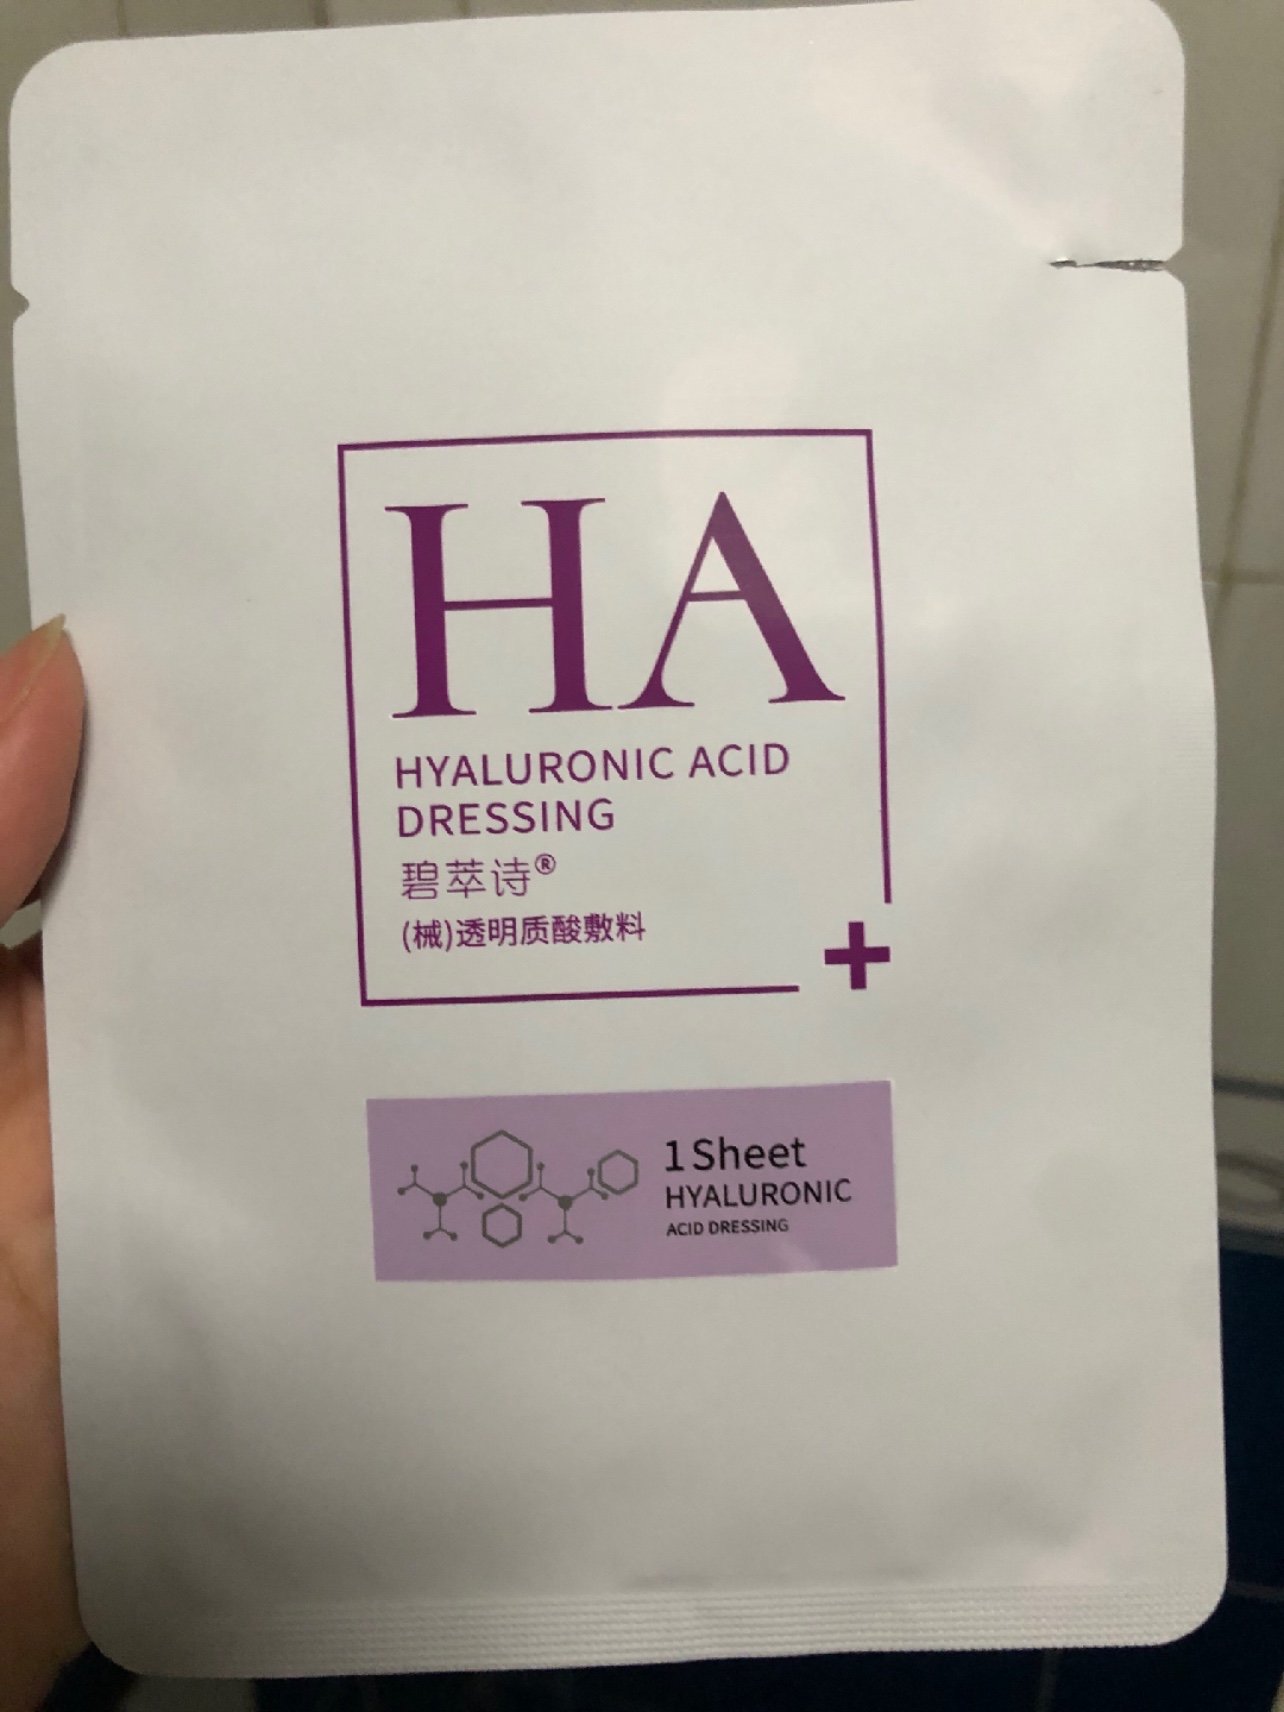 HA
HYALURONIC ACID
DRESSING
碧萃诗®
(械)透明质酸敷料
1 Sheet
HYALURONIC
ACID DRESSING